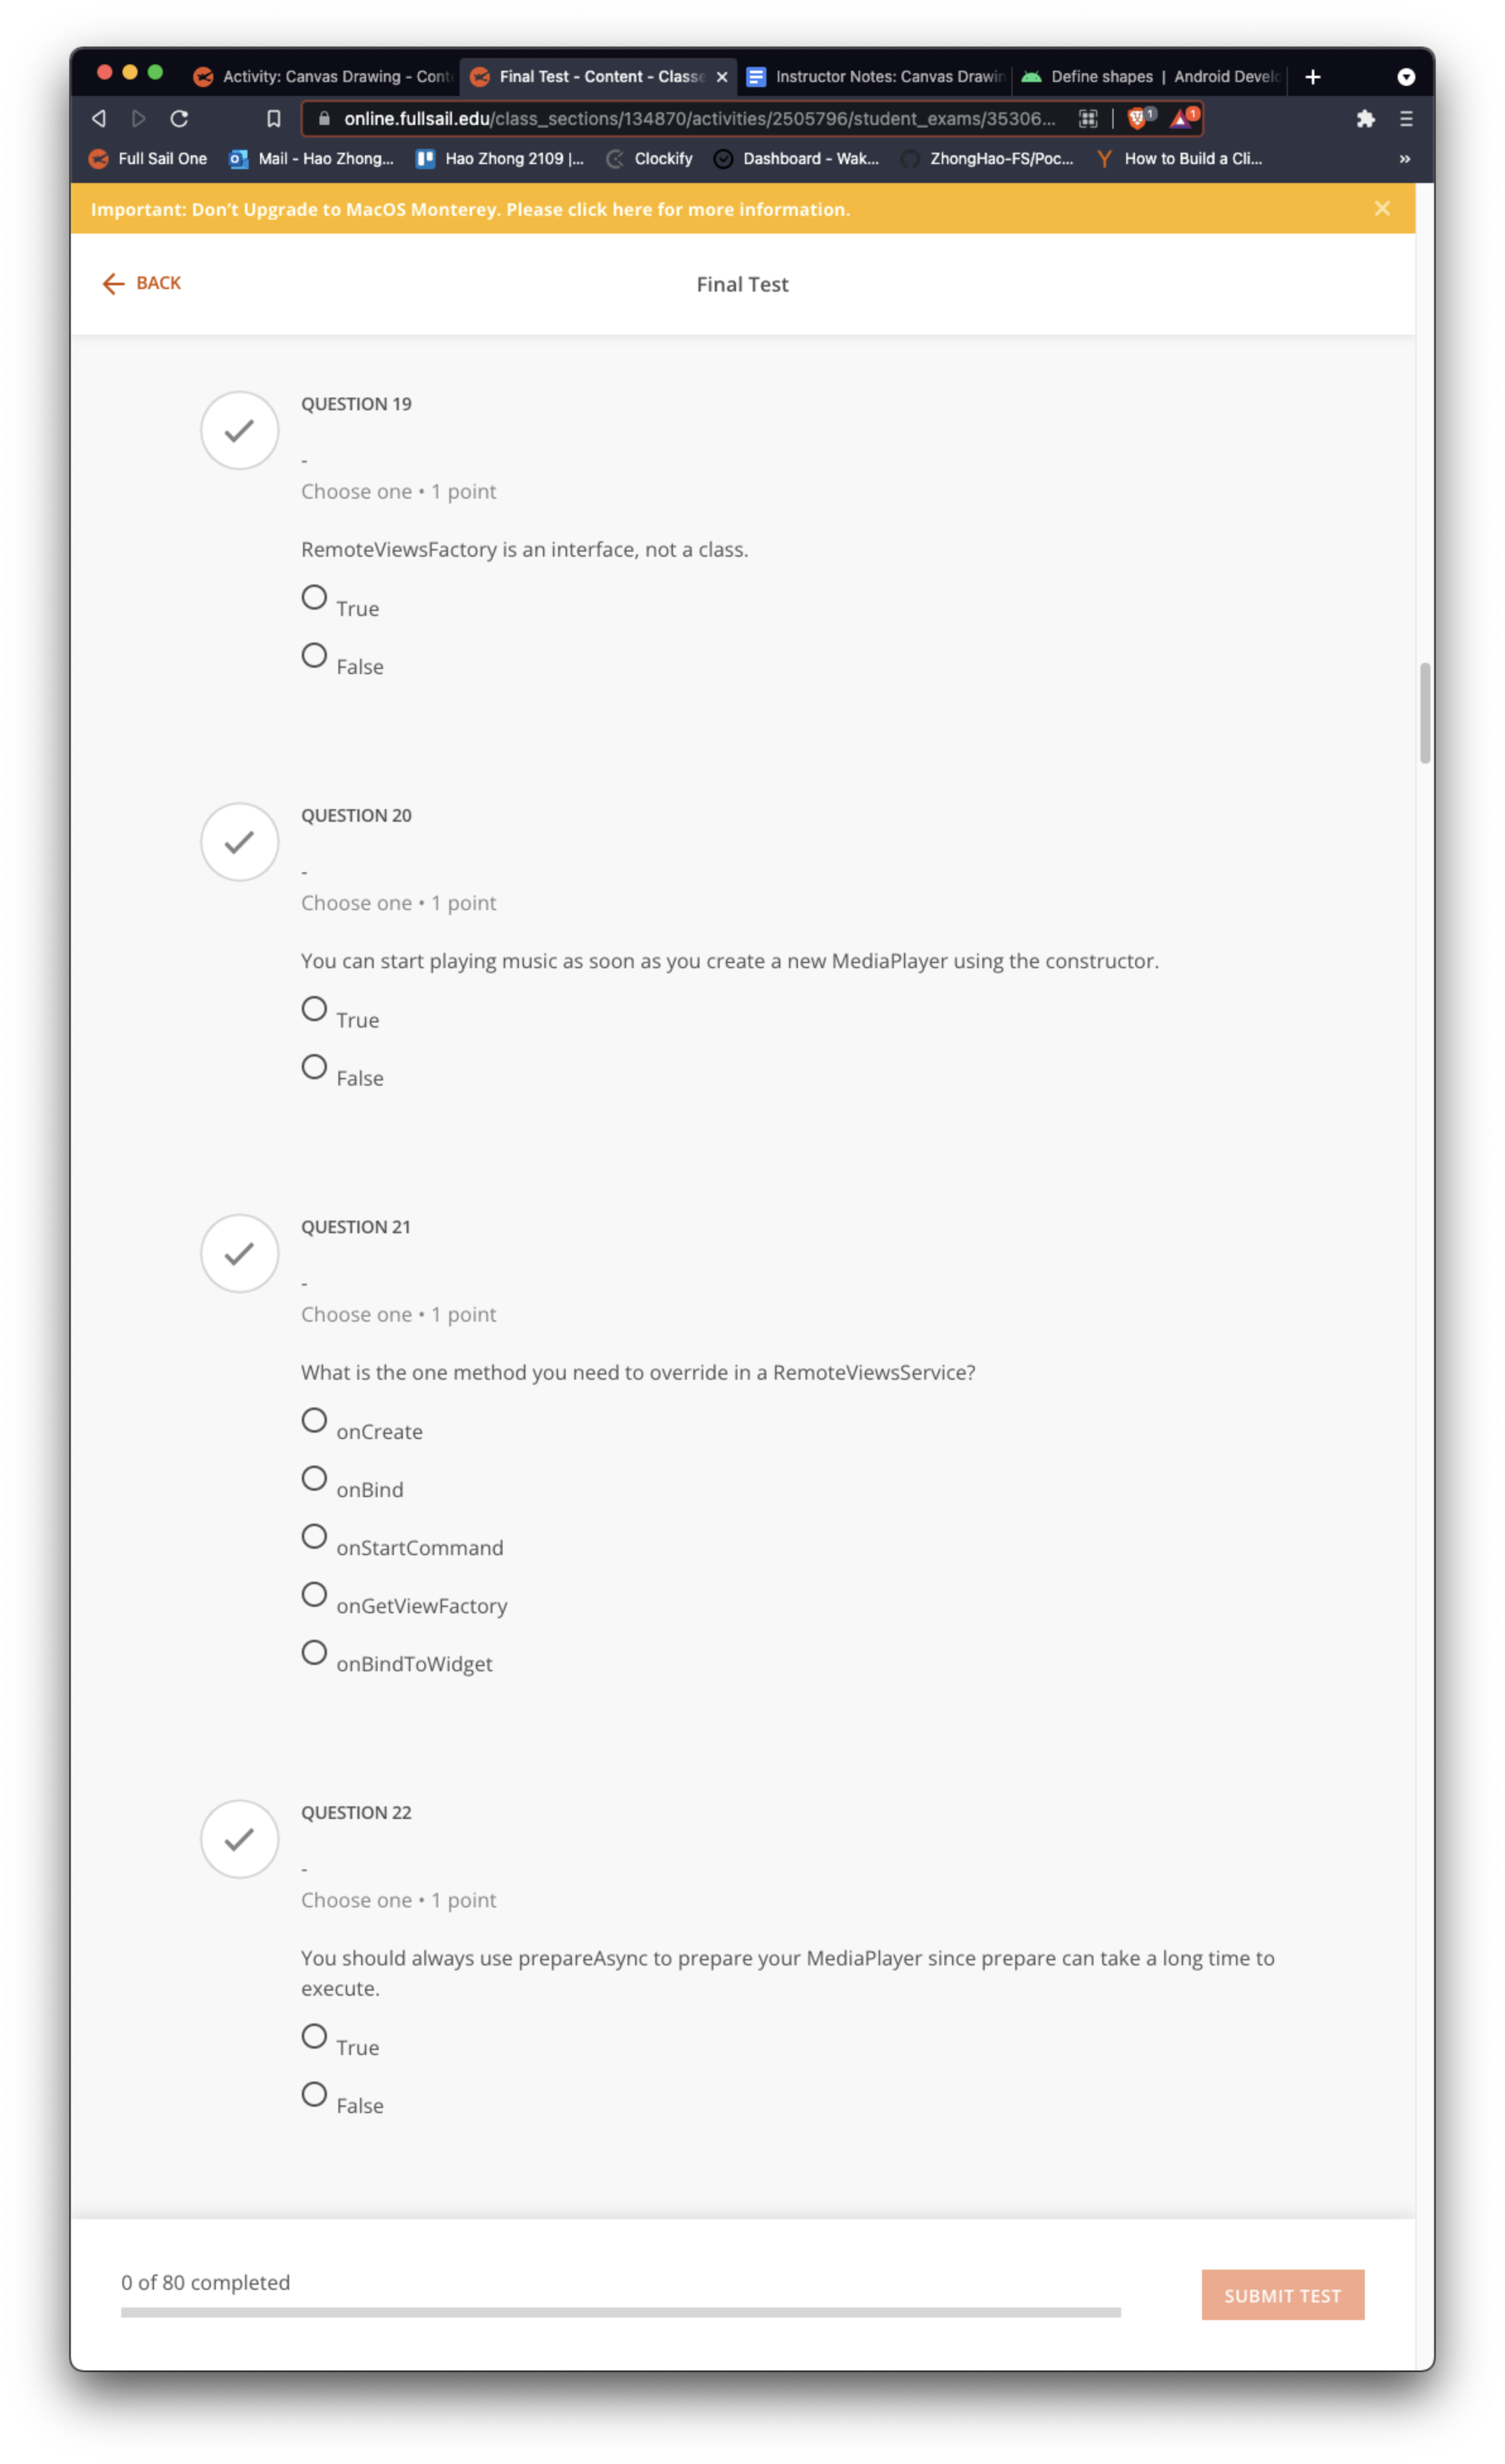 Activity: Canvas Drawing - Conte
Final Test - Content - Classe
Instructor Notes: Canvas Drawin
Define shapes | Android Develo
online.fullsail.edu/class_sections/134870/activities/2505796/student_exams/35306...
1
1
Full Sail One
Mail - Hao Zhong...
Hao Zhong 2109 |...
Clockify
Dashboard - Wak...
ZhongHao-FS/Poc...
How to Build a Cli...
»
Important: Don't Upgrade to MacOS Monterey. Please click here for more information.
BACK
Final Test
QUESTION 19
-
Choose one • 1 point
RemoteViewsFactory is an interface, not a class.
True
False
QUESTION 20
-
Choose one • 1 point
You can start playing music as soon as you create a new MediaPlayer using the constructor.
True
False
QUESTION 21
-
Choose one • 1 point
What is the one method you need to override in a RemoteViewsService?
onCreate
onBind
onStartCommand
onGetViewFactory
onBindToWidget
QUESTION 22
-
Choose one • 1 point
You should always use prepareAsync to prepare your MediaPlayer since prepare can take a long time to
execute.
True
False
0 of 80 completed
SUBMIT TEST